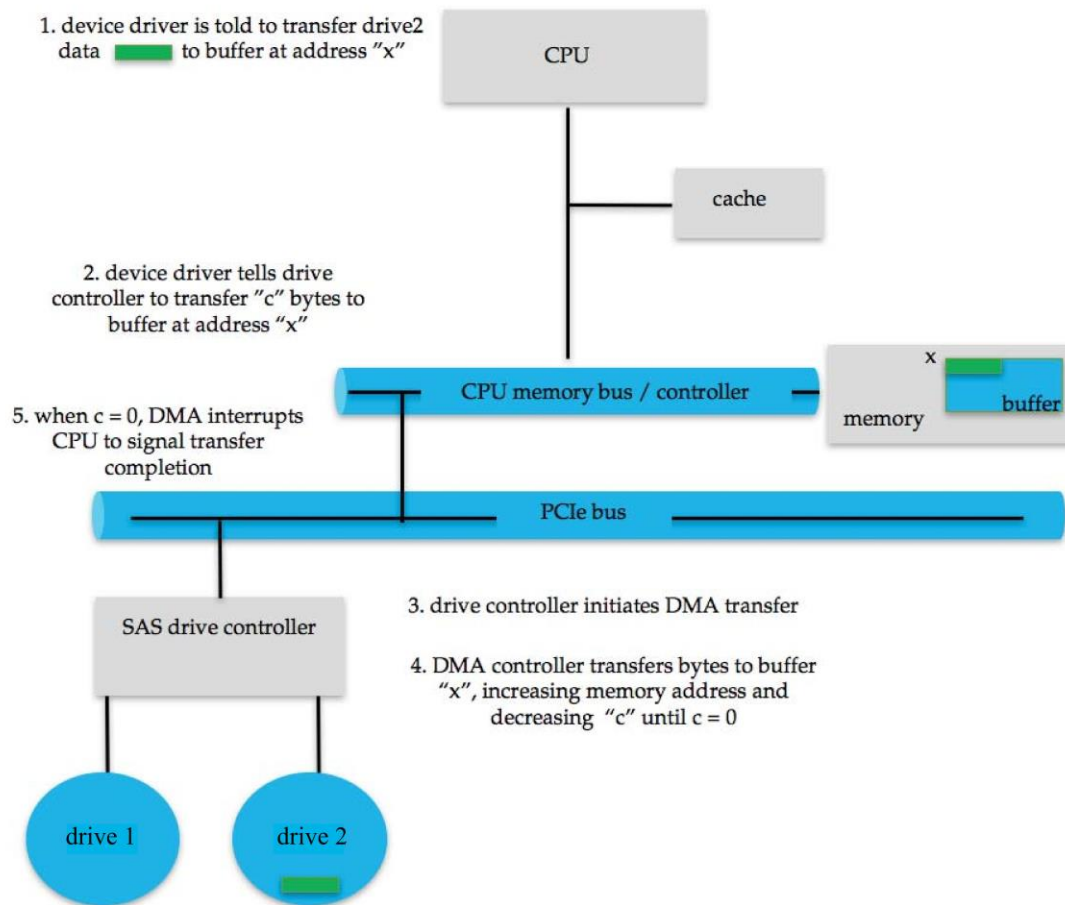 1. device driver is told to transfer drive2
data to buffer at address "x"
CPU
cache
2. device driver tells drive
controller to transfer "c" bytes to
buffer at address "x"
x
CPU memory bus / controller
buffer
memory
5. when c = 0, DMA interrupts
CPU to signal transfer
completion
PCIe bus
3. drive controller initiates DMA transfer
SAS drive controller
4. DMA controller transfers bytes to buffer
"x", increasing memory address and
decreasing "c" until c = 0
drive 1
drive 2